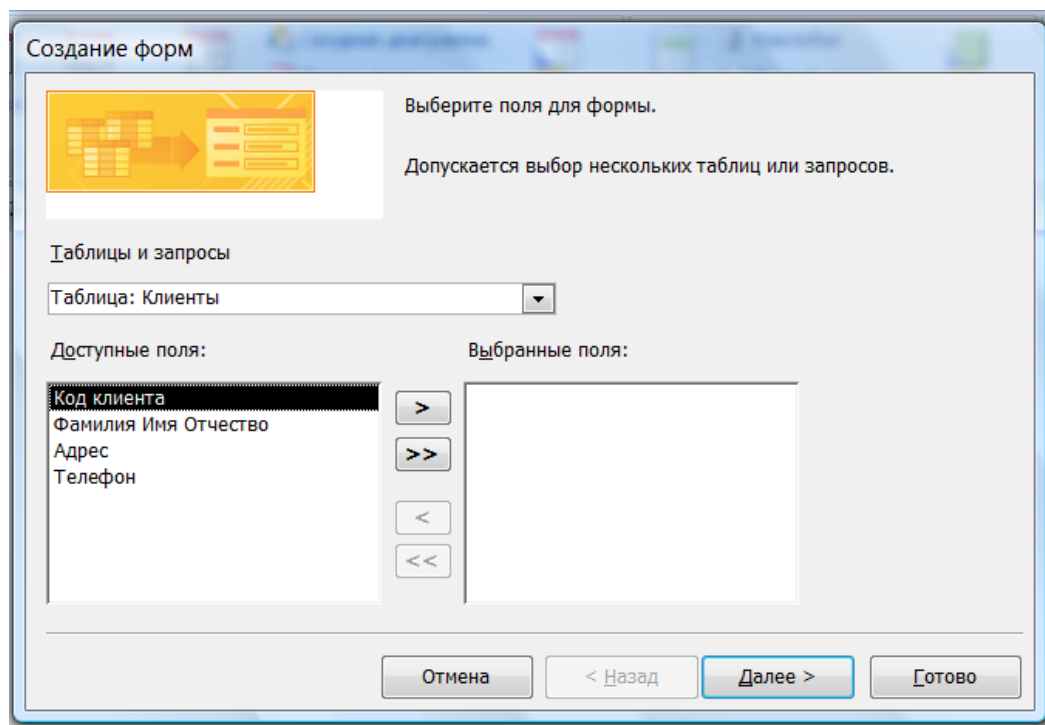 Создание форм
Выберите поля для формы.
Допускается выбор нескольких таблиц или запросов.
Таблицы и запросы
Таблица: Клиенты
Доступные поля:
Выбранные поля:
Код клиента
Фамилия Имя Отчество
Адрес
Телефон
>
>>
<
<<
Отмена
< Назад
Далее >
Готово